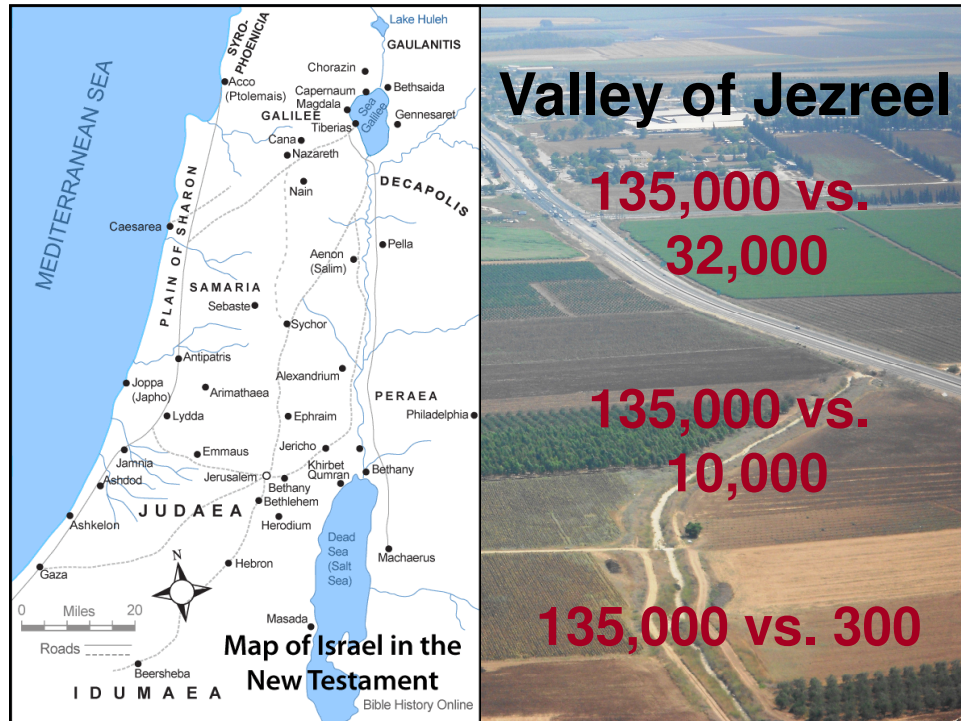 Lake Huleh
SYRO-
PHOENICIA
GAULANITIS
MEDITERRANEAN SEA
Chorazin
Acco
(Ptolemais)
Capernaum
Bethsaida
Magdala
GALILEE
Sea
Galilee
Gennesaret
Tiberias
Cana
Nazareth
Nain
DECAPOLIS
PLAIN OF SHARON
Caesarea
Pella
Aenon
(Salim)
SAMARIA
Sebaste
Sychor
Antipatris
Alexandrium
Joppa
(Japho)
Arimathaea
PERAEA
Lydda
Ephraim
Philadelphia
Jamnia
Emmaus
Jericho
Khirbet
Qumran
Bethany
Jerusalem
Ashdod
Bethany
Bethlehem
JUDAEA
Herodium
Ashkelon
Dead
Sea
(Salt
Sea)
Machaerus
Gaza
N
Hebron
0 Miles 20
Roads
Masada
Map of Israel in the
New Testament
Beersheba
IDUMAEA
Bible History Online
Valley of Jezreel
135,000 vs.
32,000
135,000 vs.
10,000
135,000 vs. 300